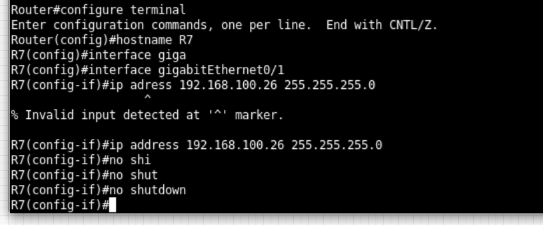 Router#configure terminal
Enter configuration commands, one per line.  End with CNTL/Z.
Router(config)#hostname R7
R7(config)#interface giga
R7(config)#interface gigabitEthernet0/1
R7(config-if)#ip adress 192.168.100.26 255.255.255.0
^
% Invalid input detected at '^' marker.
R7(config-if)#ip address 192.168.100.26 255.255.255.0
R7(config-if)#no shi
R7(config-if)#no shut
R7(config-if)#no shutdown
R7(config-if)#